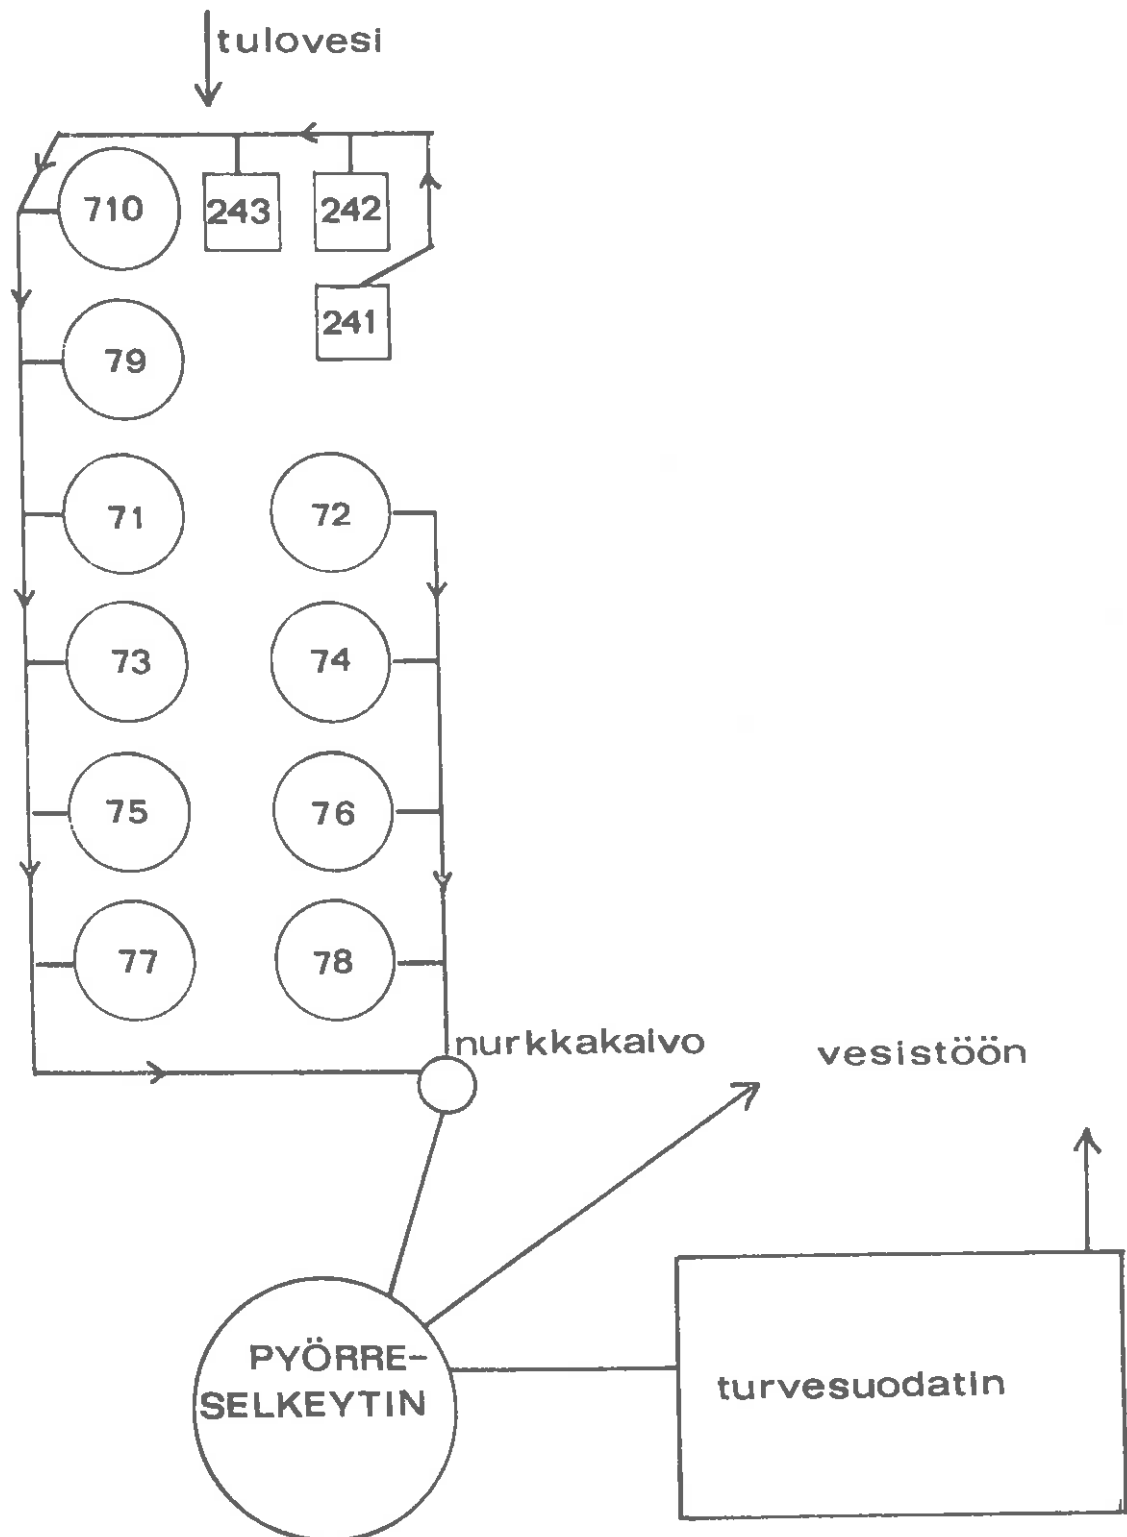 tulovesi
710
243
242
241
79
71
72
73
74
75
76
77
78
nurkkakaivo
vesistöön
PYÖRRE-
SELKEYTIN
turvesuodatin